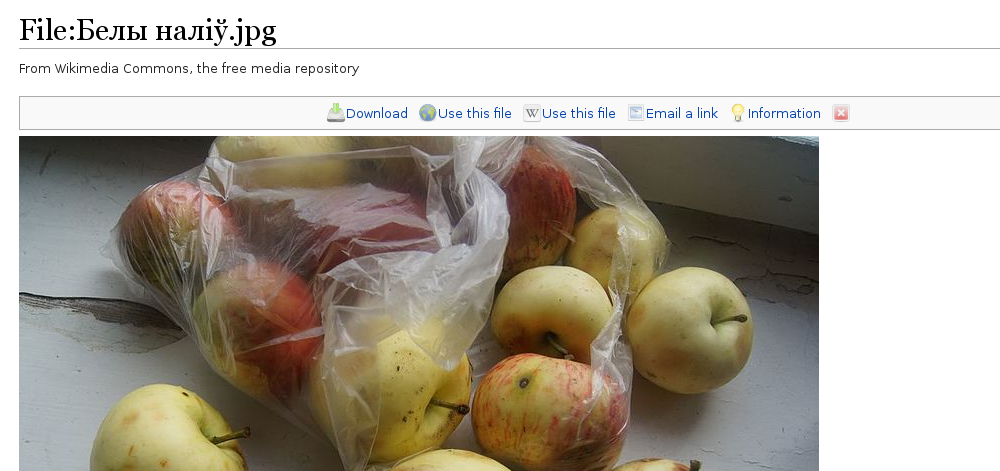 File:Белы наліў.jpg
From Wikimedia Commons, the free media repository
Download Use this file W Use this file Email a link Information